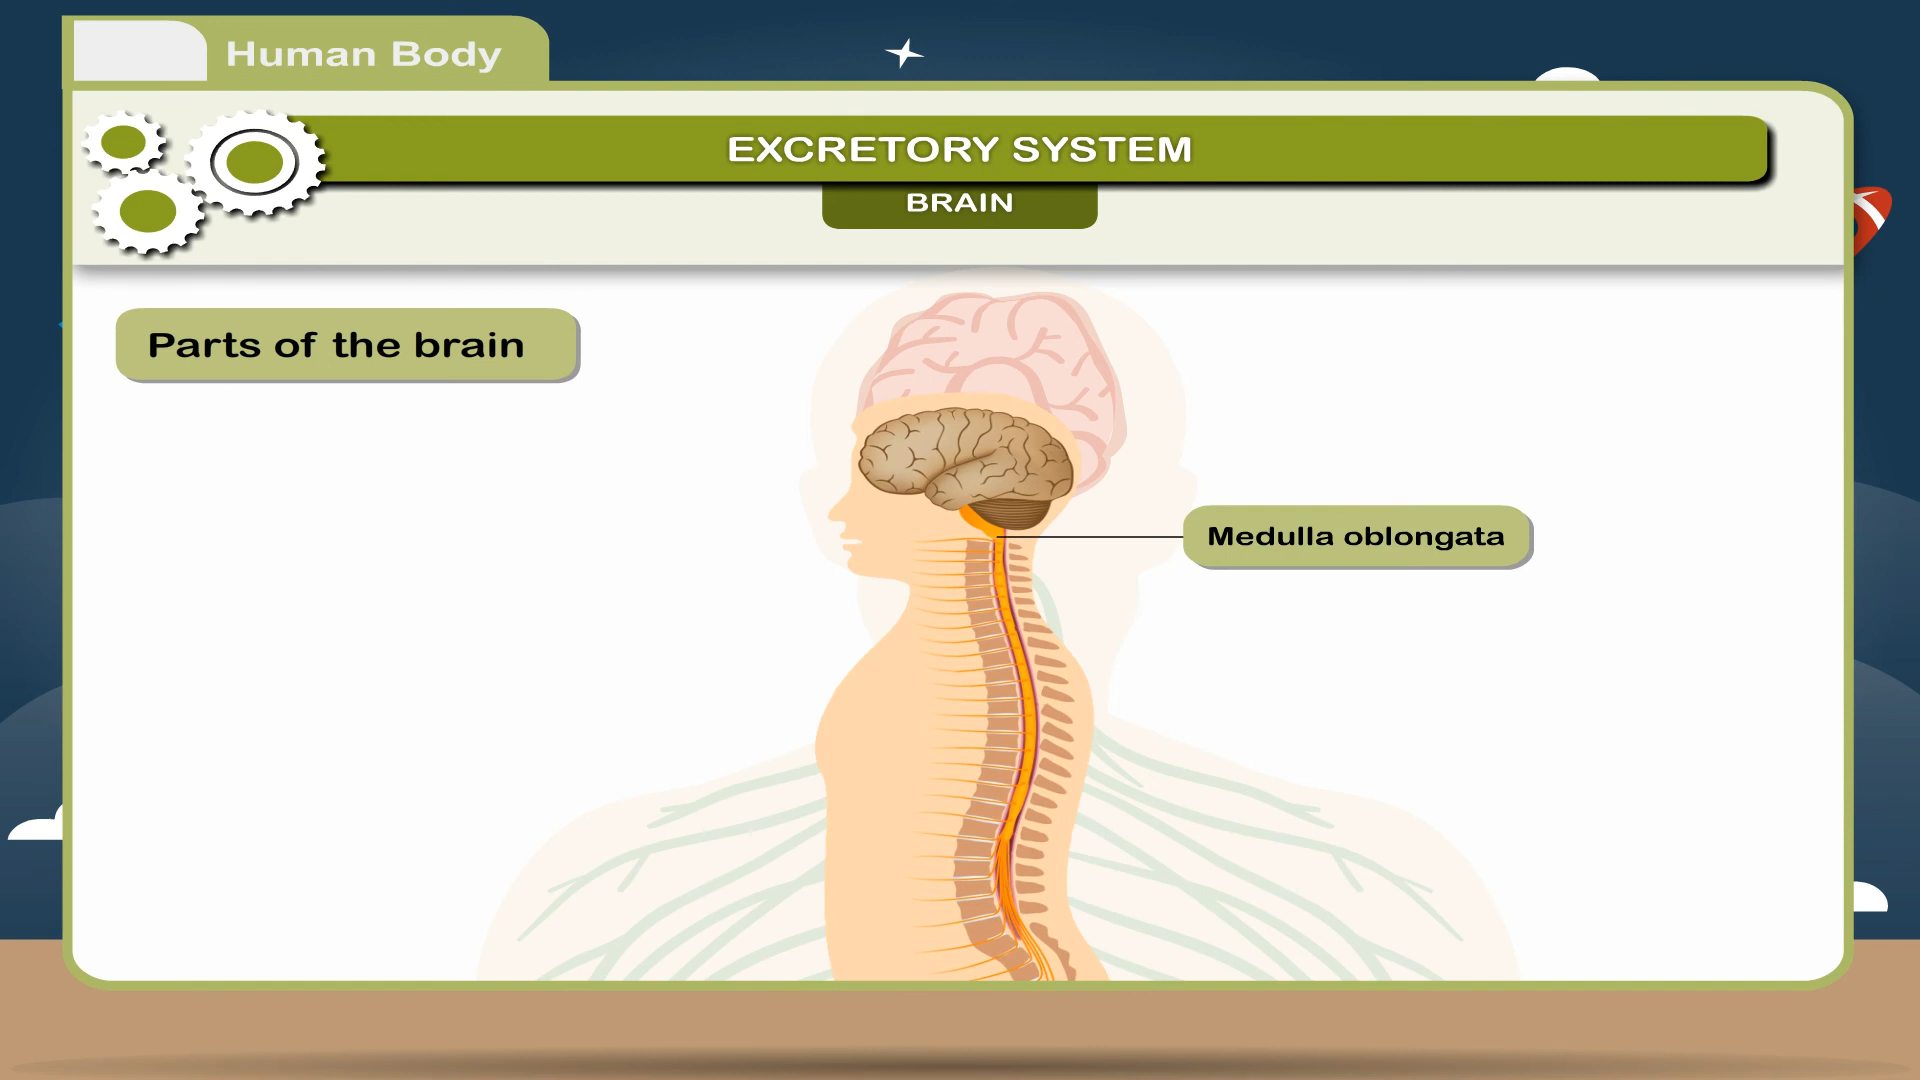 Human Body
EXCRETORY SYSTEM
BRAIN
Parts of the brain
Medulla oblongata